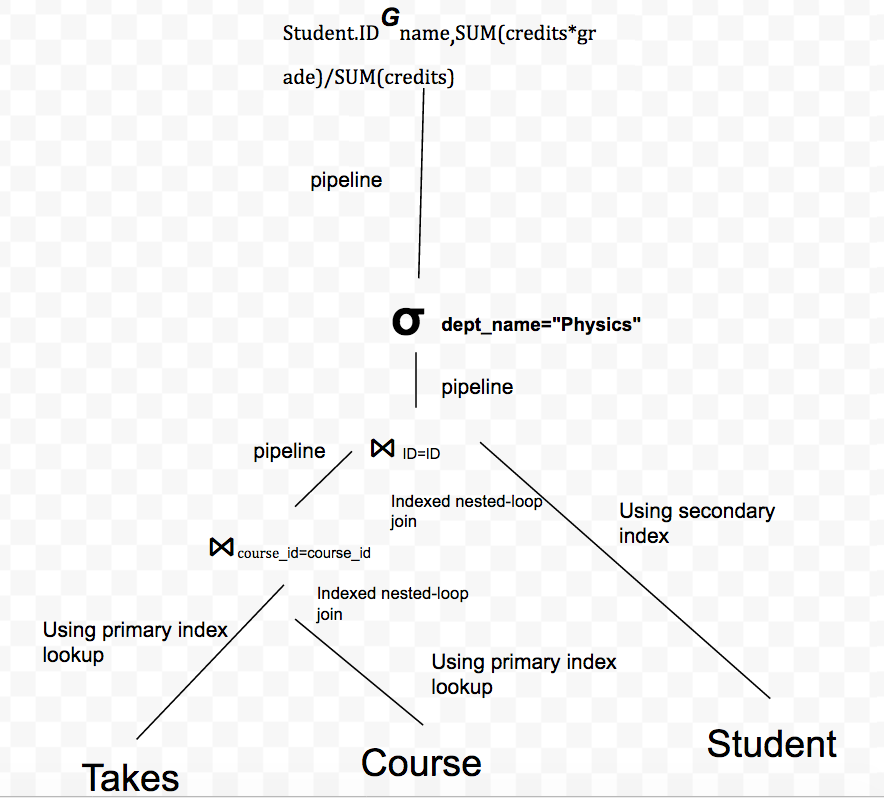 Student.ID G name,SUM(credits*gr
ade)/SUM(credits)
pipeline
σ dept_name="Physics"
pipeline
pipeline
⋈ ID=ID
Indexed nested-loop
join
Using secondary
index
⋈ course_id=course_id
Indexed nested-loop
join
Using primary index
lookup
Using primary index
lookup
Student
Course
Takes